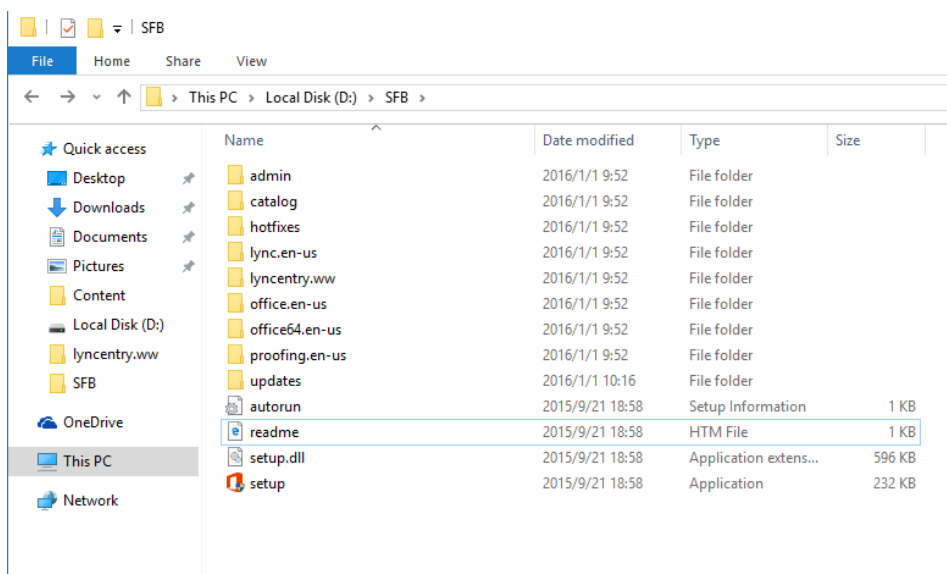 SFB
File Home Share View
This PC > Local Disk (D:) > SFB >
Name Date modified Type Size
Quick access
Desktop
Downloads
Documents
Pictures
Content
Local Disk (D:)
lyncentry.ww
SFB
OneDrive
This PC
Network
admin 2016/1/1 9:52 File folder
catalog 2016/1/1 9:52 File folder
hotfixes 2016/1/1 9:52 File folder
lync.en-us 2016/1/1 9:52 File folder
lyncentry.ww 2016/1/1 9:52 File folder
office.en-us 2016/1/1 9:52 File folder
office64.en-us 2016/1/1 9:52 File folder
proofing.en-us 2016/1/1 9:52 File folder
updates 2016/1/1 10:16 File folder
autorun 2015/9/21 18:58 Setup Information 1 KB
readme 2015/9/21 18:58 HTM File 1 KB
setup.dll 2015/9/21 18:58 Application extens... 596 KB
setup 2015/9/21 18:58 Application 232 KB